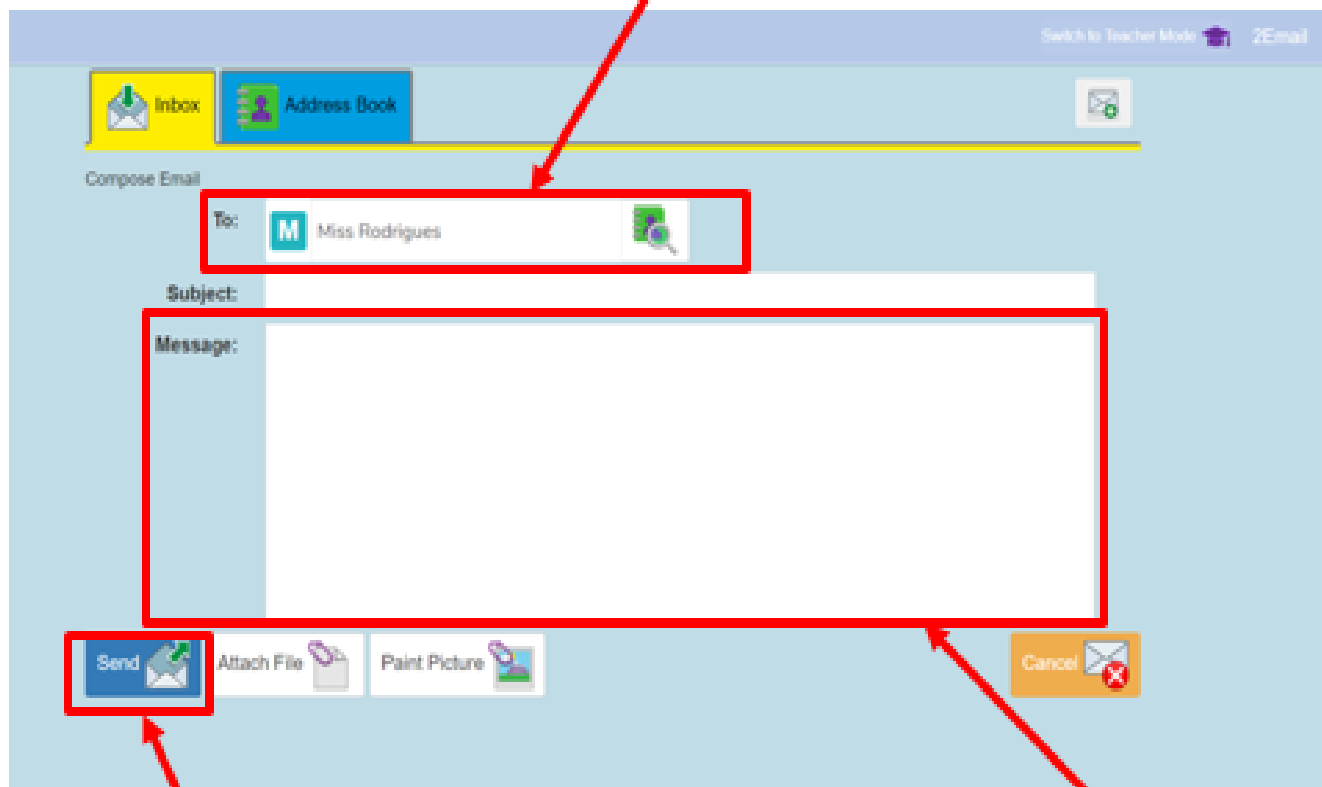 Switch to Teacher Mode 2Email
Inbox Address Book
Compose Email
To: M Miss Rodrigues
Subject:
Message:
Send Attach File Paint Picture Cancel